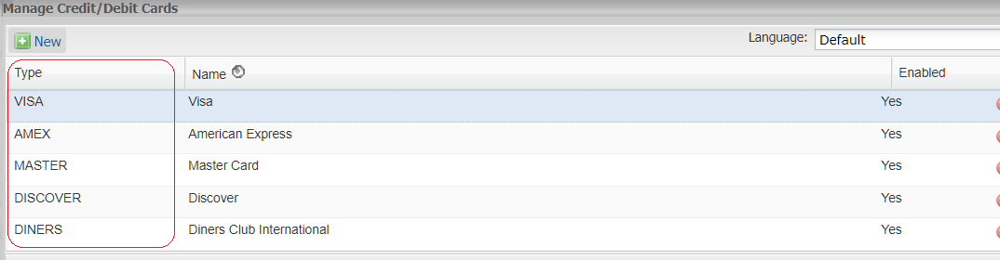 Manage Credit/Debit Cards
New Language: Default
Type Name Enabled
VISA Visa Yes
AMEX American Express Yes
MASTER Master Card Yes
DISCOVER Discover Yes
DINERS Diners Club International Yes